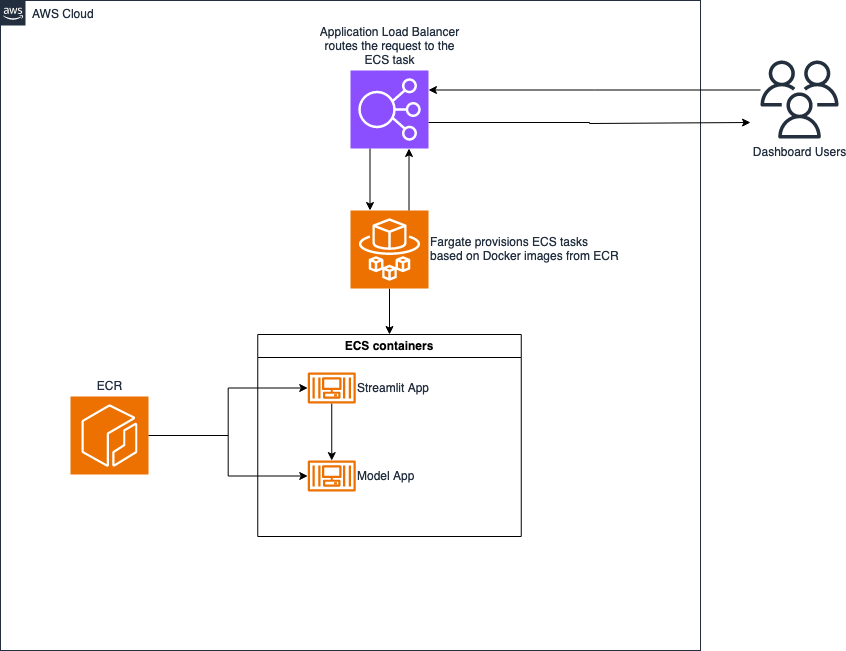 aws
AWS Cloud
Application Load Balancer
routes the request to the
ECS task
Dashboard Users
Fargate provisions ECS tasks
based on Docker images from ECR
ECS containers
ECR
Streamlit App
Model App